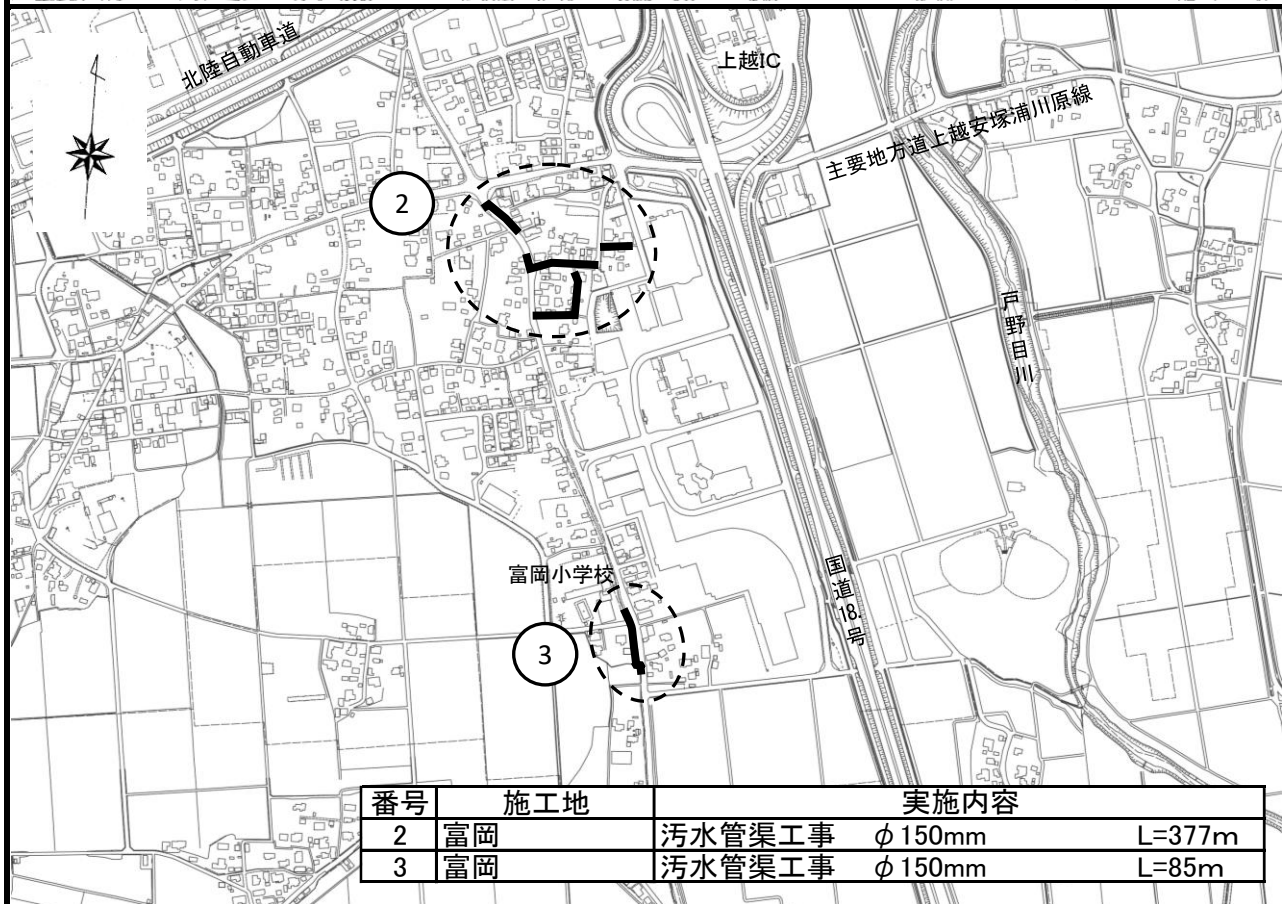 北陸自動車道
上越IC
主要地方道上越安塚浦川原線
2
戸野目川
国道18号
富岡小学校
3
番号 施工地 実施内容
2 富岡 汚水管渠工事 φ150mm L=377m
3 富岡 汚水管渠工事 φ150mm L=85m